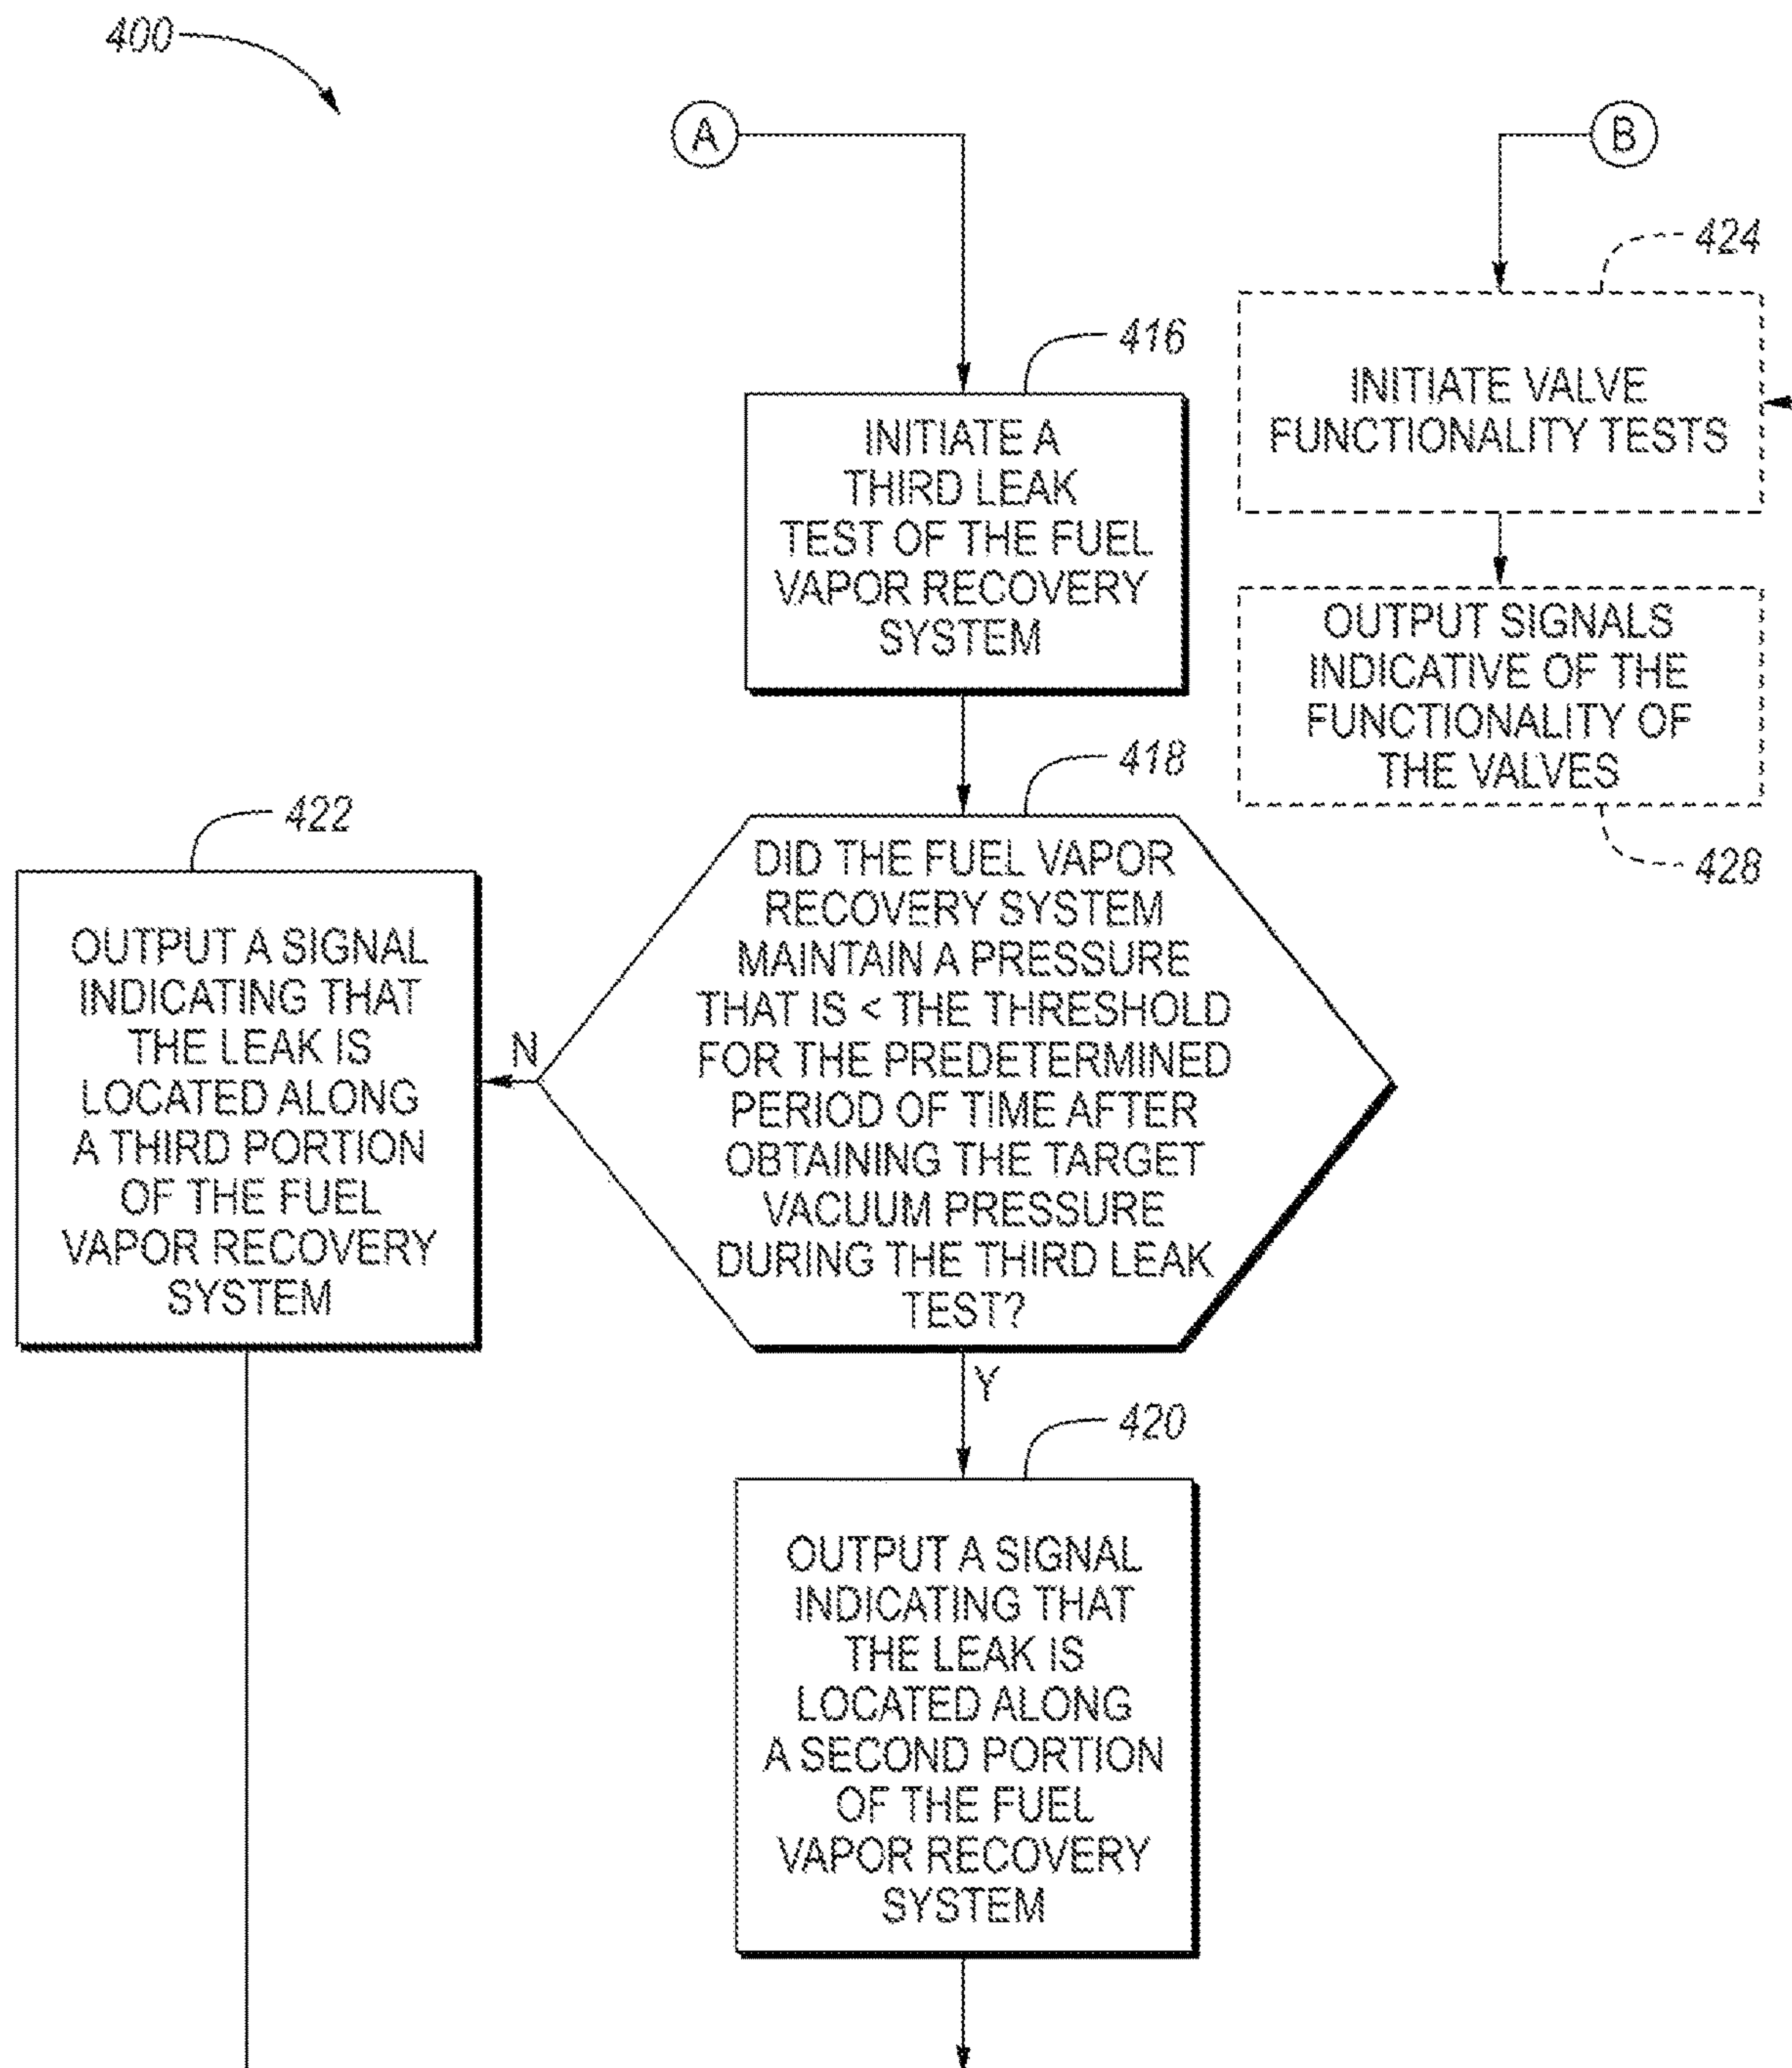 400
A
B
424
416
INITIATE VALVE
FUNCTIONALITY TESTS
INITIATE A
THIRD LEAK
TEST OF THE FUEL
VAPOR RECOVERY
SYSTEM
OUTPUT SIGNALS
INDICATIVE OF THE
FUNCTIONALITY OF
THE VALVES
428
418
422
DID THE FUEL VAPOR
RECOVERY SYSTEM
MAINTAIN A PRESSURE
THAT IS < THE THRESHOLD
FOR THE PREDETERMINED
PERIOD OF TIME AFTER
OBTAINING THE TARGET
VACUUM PRESSURE
DURING THE THIRD LEAK
TEST?
N
OUTPUT A SIGNAL
INDICATING THAT
THE LEAK IS
LOCATED ALONG
A THIRD PORTION
OF THE FUEL
VAPOR RECOVERY
SYSTEM
Y
420
OUTPUT A SIGNAL
INDICATING THAT
THE LEAK IS
LOCATED ALONG
A SECOND PORTION
OF THE FUEL
VAPOR RECOVERY
SYSTEM